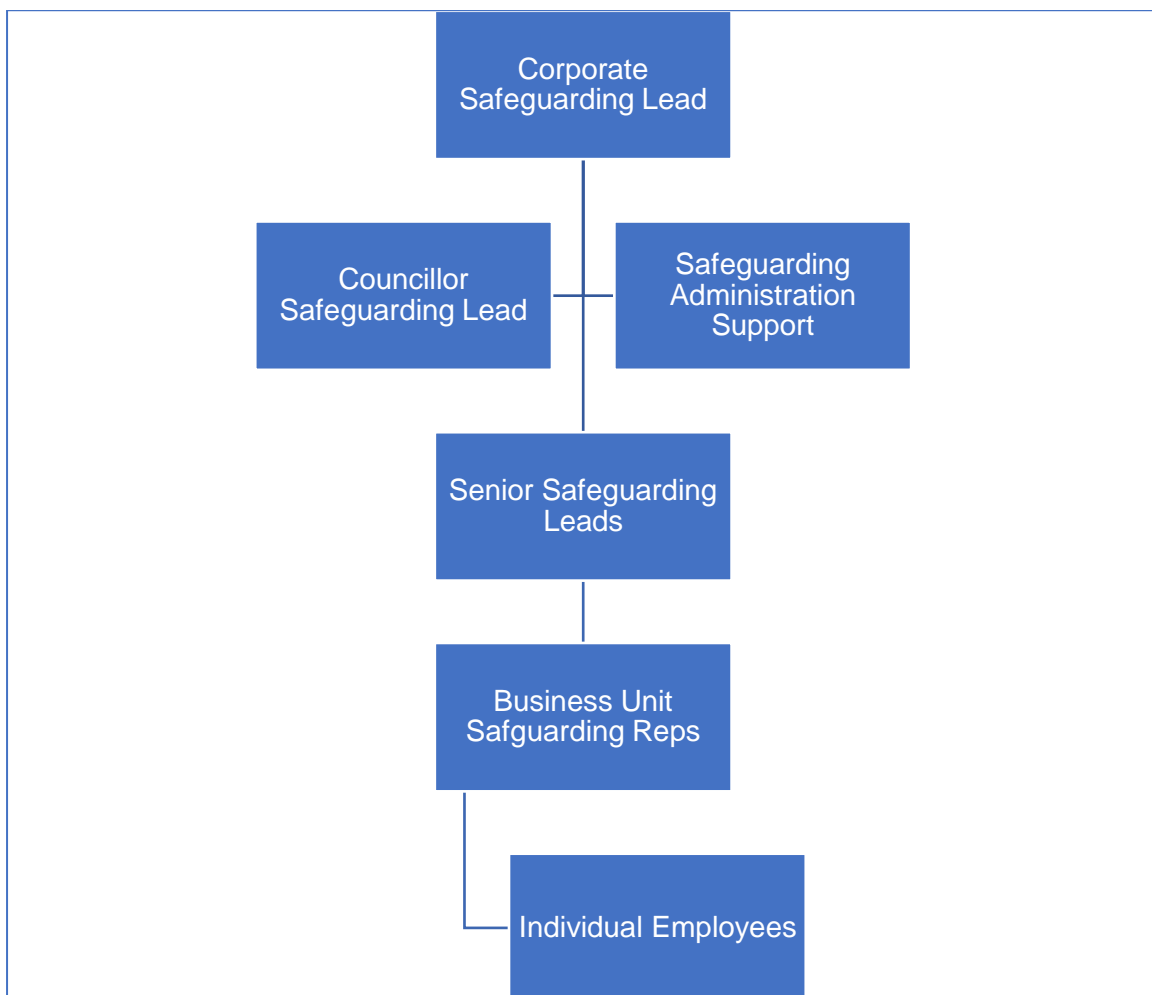 Corporate
Safeguarding Lead
Councillor
Safeguarding Lead
Safeguarding
Administration
Support
Senior Safeguarding
Leads
Business Unit
Safguarding Reps
Individual Employees